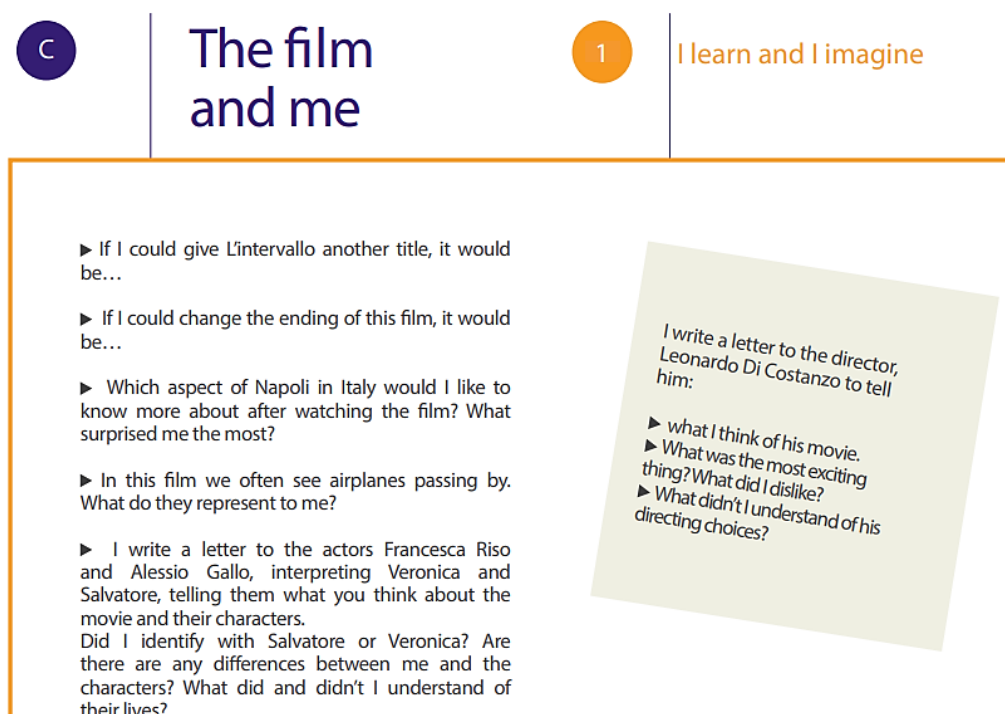 C
The film
and me
1
I learn and I imagine
▶ If I could give L'intervallo another title, it would
be…
▶ If I could change the ending of this film, it would
be…
▶ Which aspect of Napoli in Italy would I like to
know more about after watching the film? What
surprised me the most?
▶ In this film we often see airplanes passing by.
What do they represent to me?
▶ I write a letter to the actors Francesca Riso
and Alessio Gallo, interpreting Veronica and
Salvatore, telling them what you think about the
movie and their characters.
Did I identify with Salvatore or Veronica? Are
there are any differences between me and the
characters? What did and didn't I understand of
their lives?
I write a letter to the director,
Leonardo Di Costanzo to tell
him:
▶ what I think of his movie.
▶ What was the most exciting
thing? What did I dislike?
▶ What didn't I understand of his
directing choices?